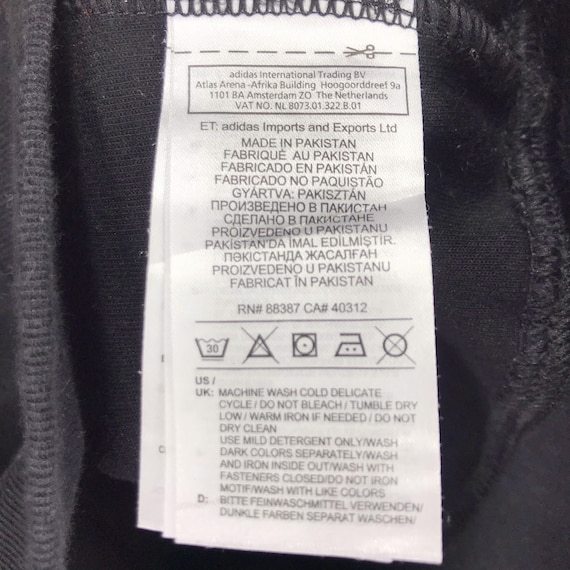 adidas International Trading BV
Atlas Arena -Afrika Building Hoogoorddreef 9a
1101 BA Amsterdam ZO The Netherlands
VAT NO. NL 8073.01.322.B.01
ET: adidas Imports and Exports Ltd
MADE IN PAKISTAN
FABRIQUÉ AU PAKISTAN
FABRICADO EN PAKISTÁN
FABRICADO NO PAQUISTÃO
GYÁRTVA: PAKISZTÁN
ПРОИЗВЕДЕНО В ПАКИСТАН
СДЕЛАНО В ПАКИСТАНЕ
PROIZVEDENO U PAKISTANU
PAKİSTAN'DA İMAL EDİLMİŞTİR.
ПӘКІСТАНДА ЖАСАЛҒАН
PROIZVEDENO U PAKISTANU
FABRICAT ÎN PAKISTAN
RN# 88387 CA# 40312
30
US /
UK: MACHINE WASH COLD DELICATE
CYCLE / DO NOT BLEACH / TUMBLE DRY
LOW / WARM IRON IF NEEDED / DO NOT
DRY CLEAN
USE MILD DETERGENT ONLY/WASH
DARK COLORS SEPARATELY/WASH
AND IRON INSIDE OUT/WASH WITH
FASTENERS CLOSED/DO NOT IRON
MOTIF/WASH WITH LIKE COLORS
D: BITTE FEINWASCHMITTEL VERWENDEN/
DUNKLE FARBEN SEPARAT WASCHEN/